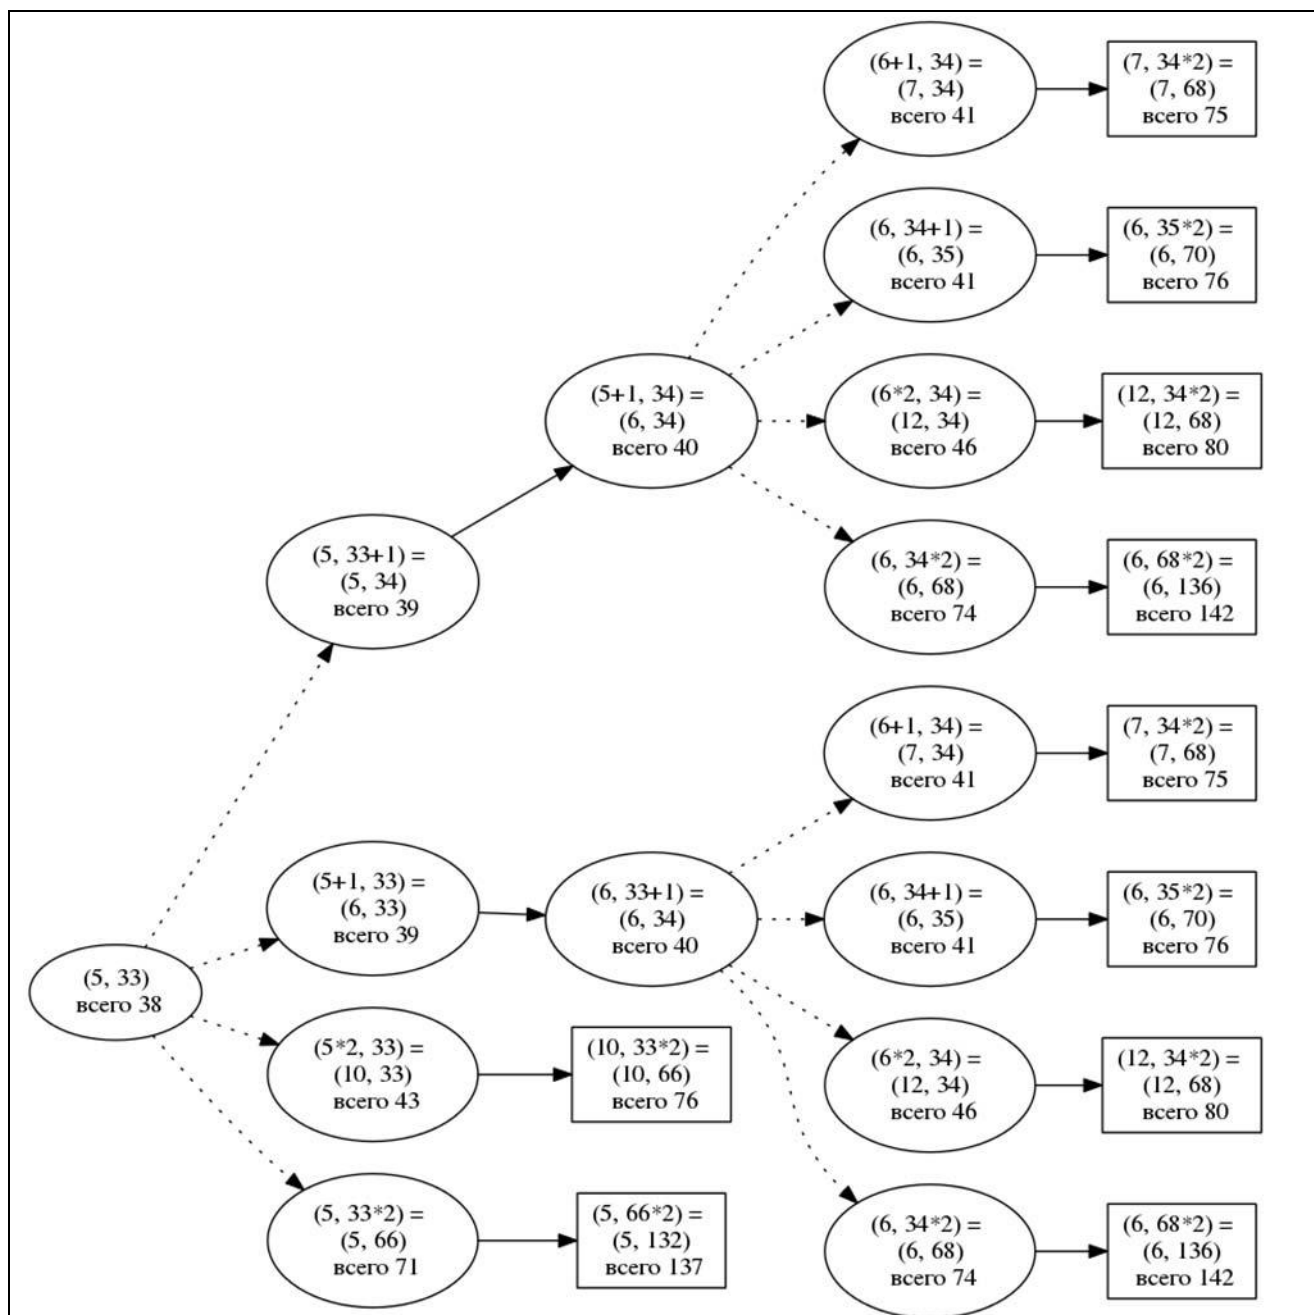 (6+1, 34) =
(7, 34)
всего 41
(7, 34*2) =
(7, 68)
всего 75
(6, 34+1) =
(6, 35)
всего 41
(6, 35*2) =
(6, 70)
всего 76
(5+1, 34) =
(6, 34)
всего 40
(6*2, 34) =
(12, 34)
всего 46
(12, 34*2) =
(12, 68)
всего 80
(5, 33+1) =
(5, 34)
всего 39
(6, 34*2) =
(6, 68)
всего 74
(6, 68*2) =
(6, 136)
всего 142
(6+1, 34) =
(7, 34)
всего 41
(7, 34*2) =
(7, 68)
всего 75
(5+1, 33) =
(6, 33)
всего 39
(6, 33+1) =
(6, 34)
всего 40
(6, 34+1) =
(6, 35)
всего 41
(6, 35*2) =
(6, 70)
всего 76
(5, 33)
всего 38
(5*2, 33) =
(10, 33)
всего 43
(10, 33*2) =
(10, 66)
всего 76
(6*2, 34) =
(12, 34)
всего 46
(12, 34*2) =
(12, 68)
всего 80
(5, 33*2) =
(5, 66)
всего 71
(5, 66*2) =
(5, 132)
всего 137
(6, 34*2) =
(6, 68)
всего 74
(6, 68*2) =
(6, 136)
всего 142